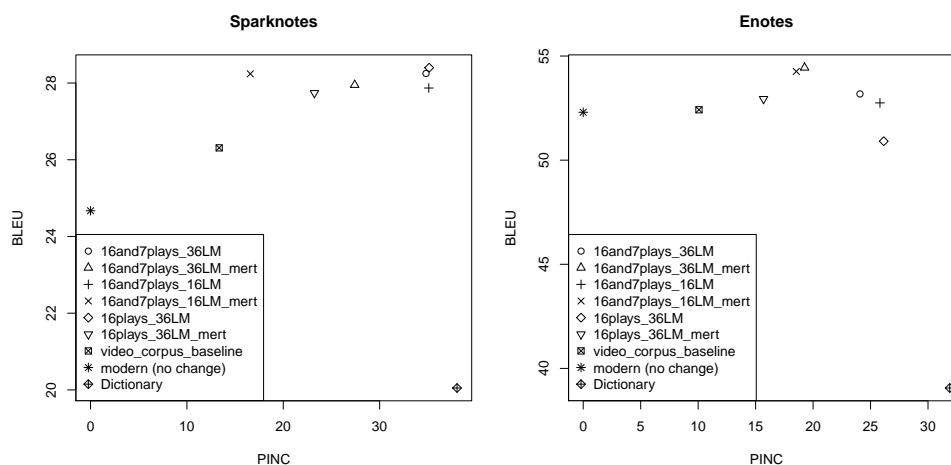 Sparknotes
BLEU
28
26
24
22
20
0
10
20
30
PINC
16and7plays_36LM
16and7plays_36LM_mert
16and7plays_16LM
16and7plays_16LM_mert
16plays_36LM
16plays_36LM_mert
video_corpus_baseline
modern (no change)
Dictionary
Enotes
BLEU
55
50
45
40
0
5
10
15
20
25
30
PINC
16and7plays_36LM
16and7plays_36LM_mert
16and7plays_16LM
16and7plays_16LM_mert
16plays_36LM
16plays_36LM_mert
video_corpus_baseline
modern (no change)
Dictionary